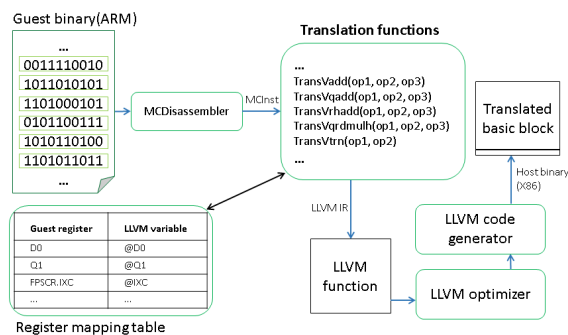 Guest binary(ARM)
...
0011110010
1011010101
1101000101
0101100111
1010110100
1101011011
...
MCDisassembler
MCInst
Translation functions
...
TransVadd(op1, op2, op3)
TransVqadd(op1, op2, op3)
TransVrhadd(op1, op2, op3)
TransVqrdmulh(op1, op2, op3)
TransVtrn(op1, op2)
...
Translated
basic block
Host binary
(X86)
LLVM code
generator
LLVM IR
LLVM
function
LLVM optimizer
Guest register LLVM variable
D0 @D0
Q1 @Q1
FPSCR.IXC @IXC
... ...
Register mapping table